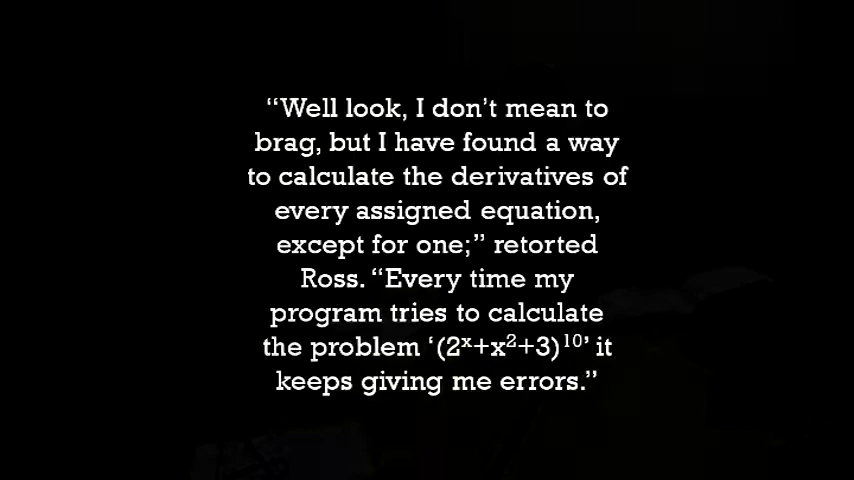 “Well look, I don’t mean to
brag, but I have found a way
to calculate the derivatives of
every assigned equation,
except for one;” retorted
Ross. “Every time my
program tries to calculate
the problem ‘(2ˣ+x²+3)¹⁰’ it
keeps giving me errors.”